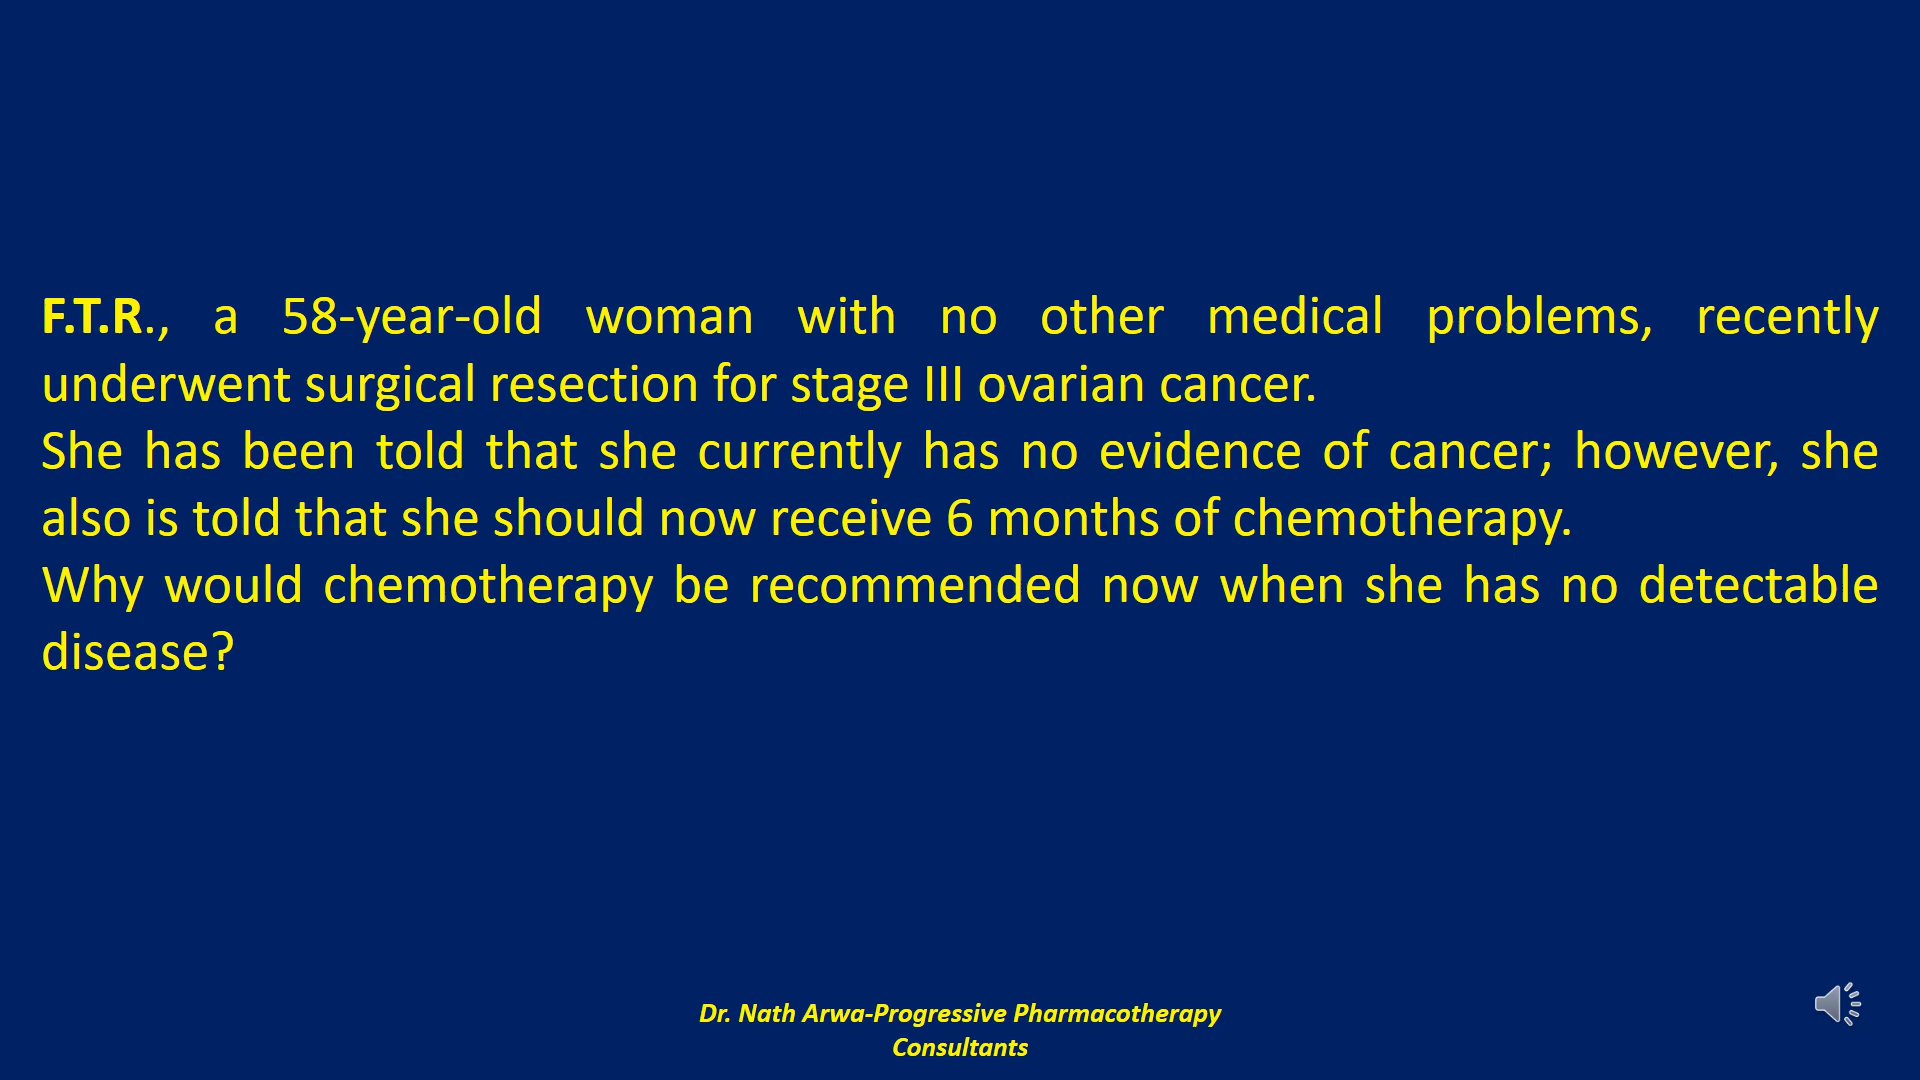 F.T.R., a 58-year-old woman with no other medical problems, recently
underwent surgical resection for stage III ovarian cancer.
She has been told that she currently has no evidence of cancer; however, she
also is told that she should now receive 6 months of chemotherapy.
Why would chemotherapy be recommended now when she has no detectable
disease?
Dr. Nath Arwa-Progressive Pharmacotherapy
Consultants